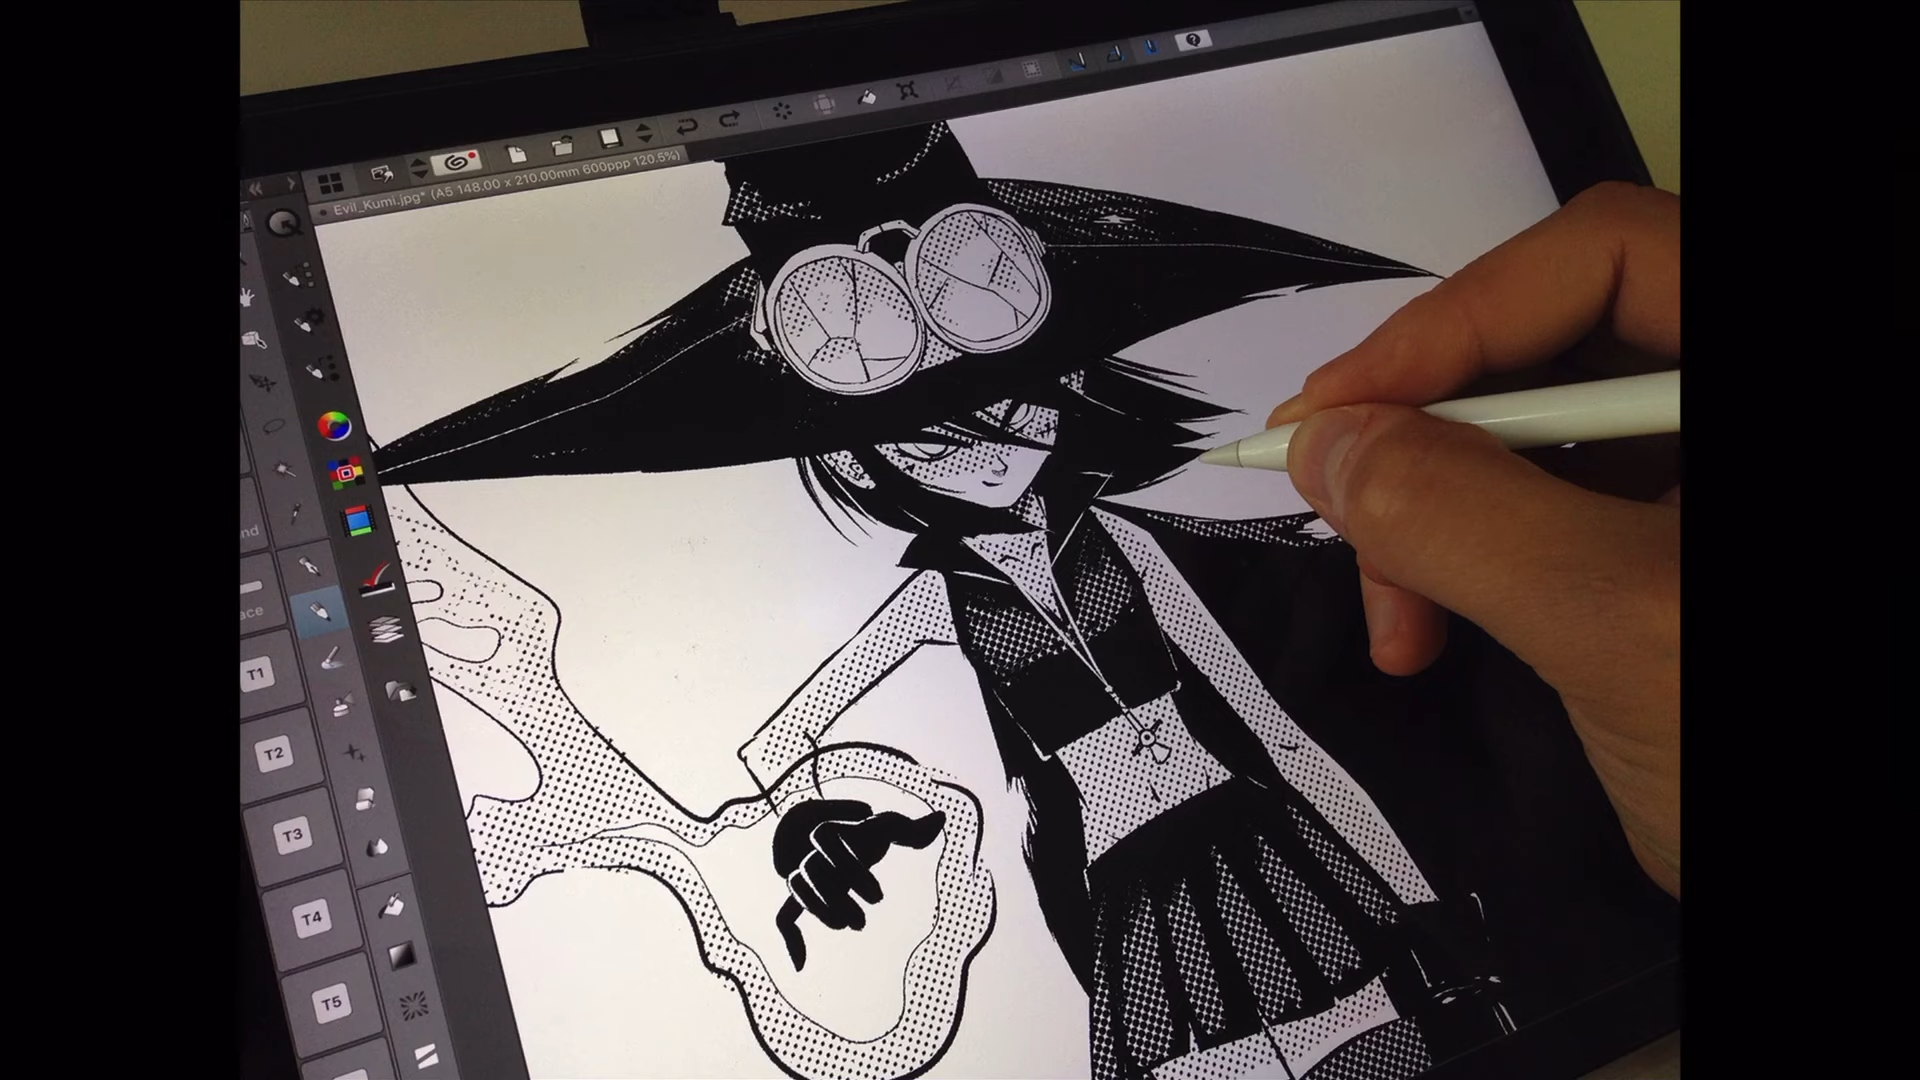 Evil_Kumi.jpg* (A5 148.00 x 210.00mm 600ppp 120.5%)
T1
T2
T3
T4
T5